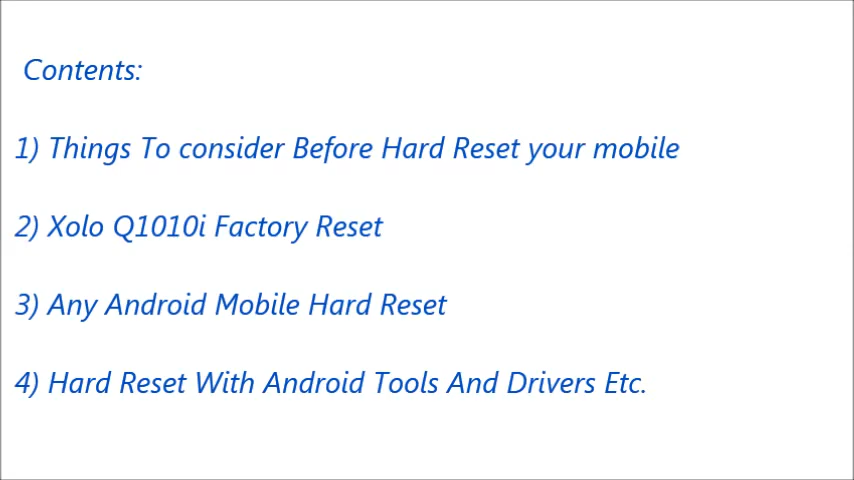 Contents:
1) Things To consider Before Hard Reset your mobile
2) Xolo Q1010i Factory Reset
3) Any Android Mobile Hard Reset
4) Hard Reset With Android Tools And Drivers Etc.